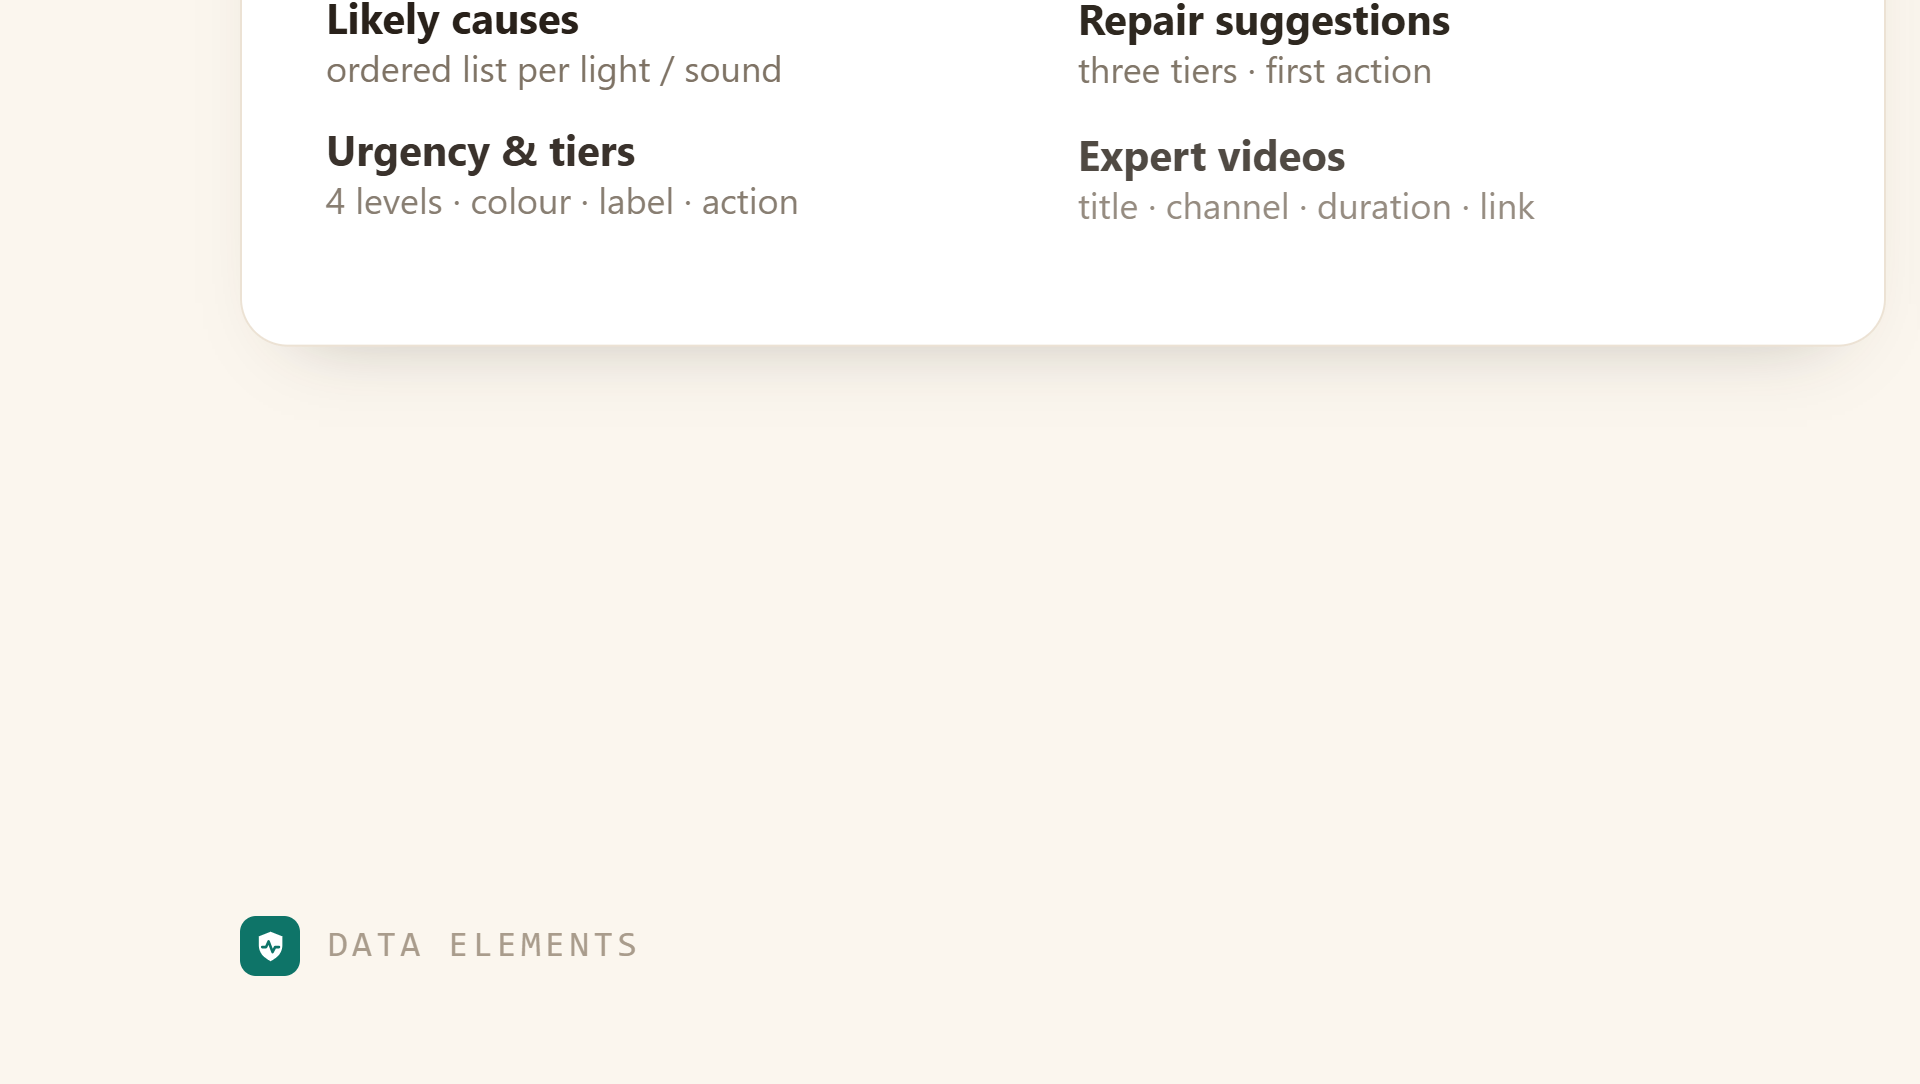 Likely causes
ordered list per light / sound
Urgency & tiers
4 levels · colour · label · action
Repair suggestions
three tiers · first action
Expert videos
title · channel · duration · link
DATA ELEMENTS